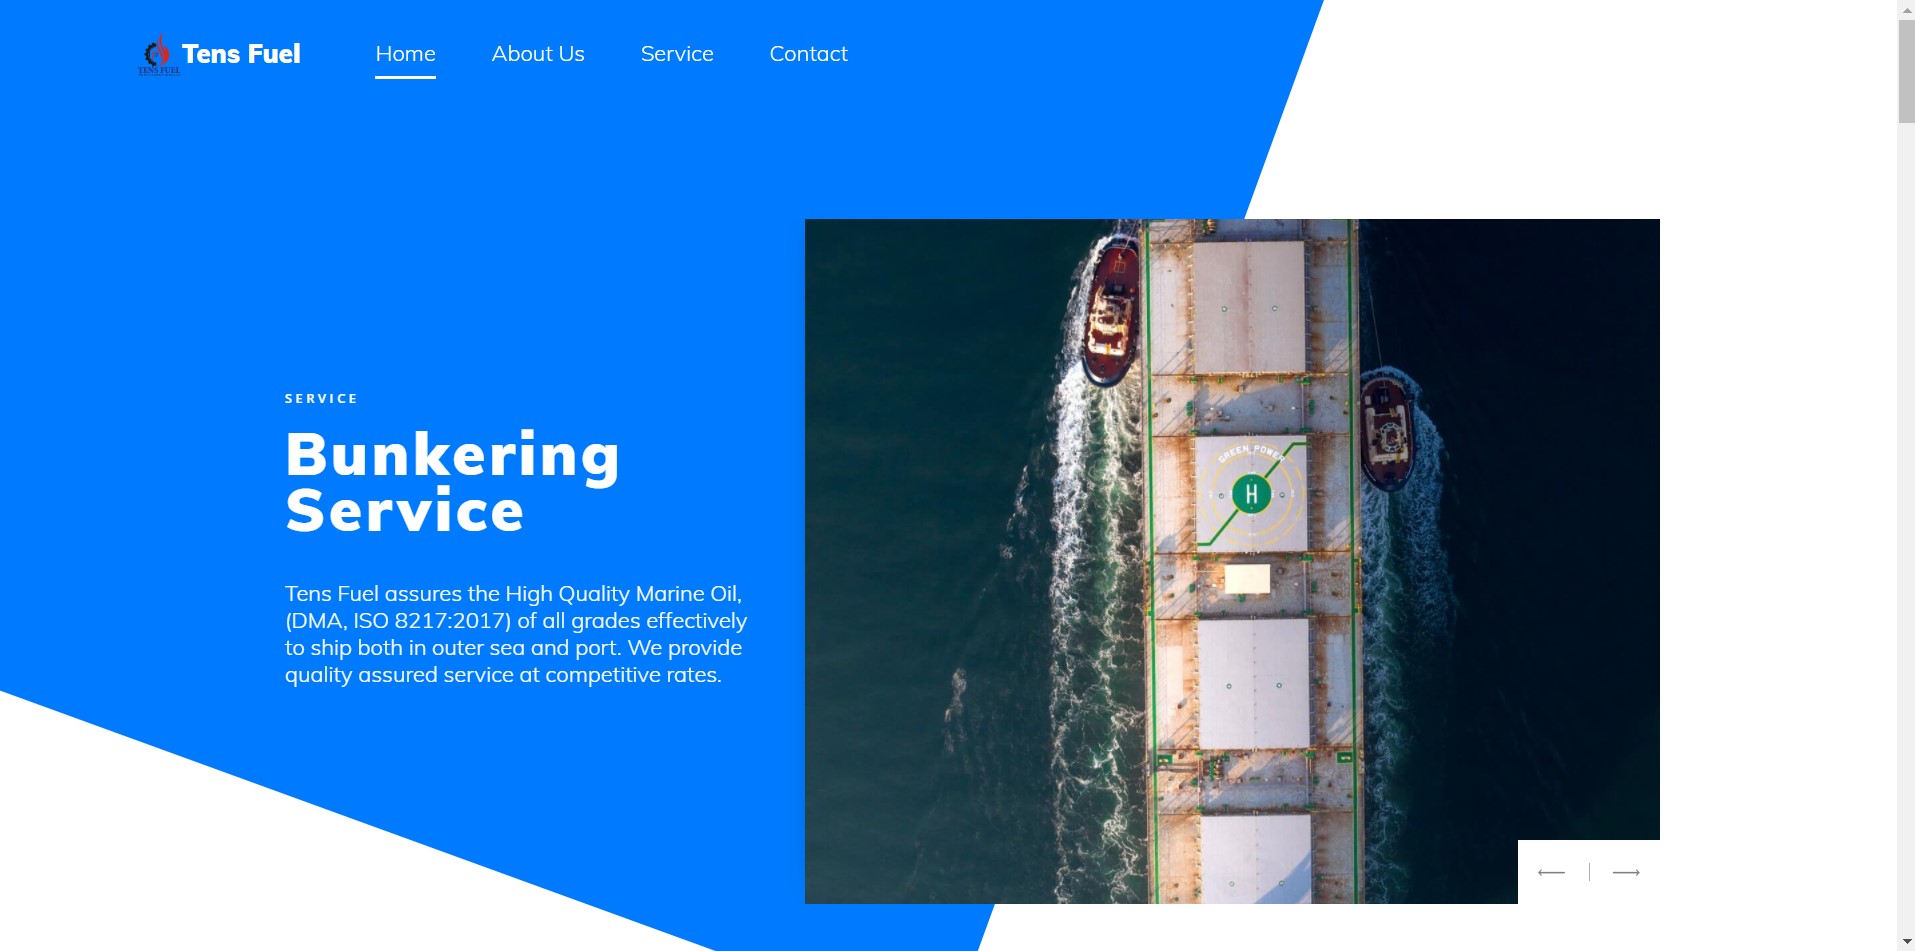 TENS FUEL
Tens Fuel
Home
About Us
Service
Contact
SERVICE
Bunkering
Service
Tens Fuel assures the High Quality Marine Oil,
(DMA, ISO 8217:2017) of all grades effectively
to ship both in outer sea and port. We provide
quality assured service at competitive rates.
GREEN POWER
H